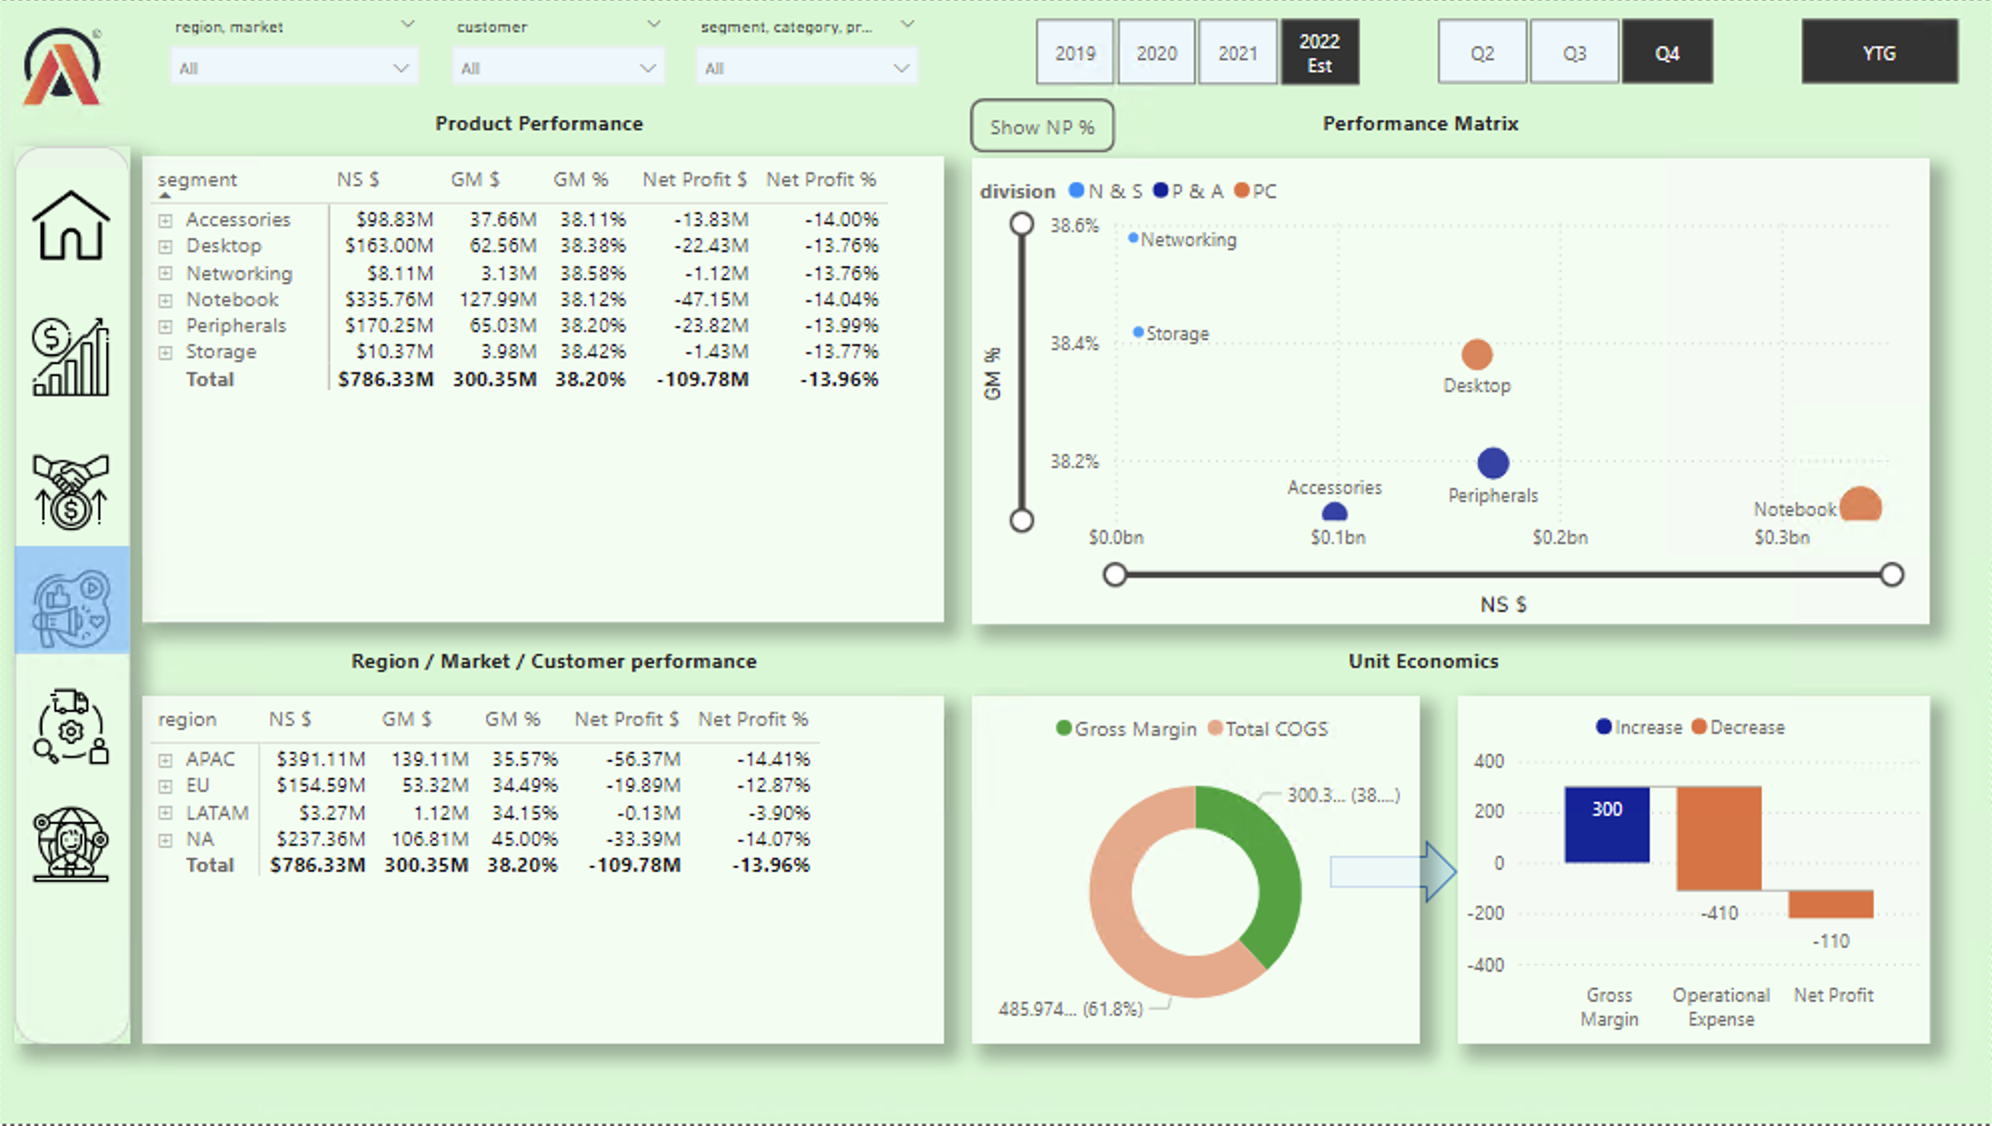 region, market
customer
segment, category, pr...
All
All
All
2019
2020
2021
2022
Est
Q2
Q3
Q4
YTG
Product Performance
segment NS $ GM $ GM % Net Profit $ Net Profit %
Accessories $98.83M 37.66M 38.11% -13.83M -14.00%
Desktop $163.00M 62.56M 38.38% -22.43M -13.76%
Networking $8.11M 3.13M 38.58% -1.12M -13.76%
Notebook $335.76M 127.99M 38.12% -47.15M -14.04%
Peripherals $170.25M 65.03M 38.20% -23.82M -13.99%
Storage $10.37M 3.98M 38.42% -1.43M -13.77%
Total $786.33M 300.35M 38.20% -109.78M -13.96%
Show NP %
Performance Matrix
division N & S P & A PC
38.6%
Networking
Storage
38.4%
Desktop
GM %
38.2%
Accessories
Peripherals
Notebook
$0.0bn $0.1bn $0.2bn $0.3bn
NS $
Region / Market / Customer performance
region NS $ GM $ GM % Net Profit $ Net Profit %
APAC $391.11M 139.11M 35.57% -56.37M -14.41%
EU $154.59M 53.32M 34.49% -19.89M -12.87%
LATAM $3.27M 1.12M 34.15% -0.13M -3.90%
NA $237.36M 106.81M 45.00% -33.39M -14.07%
Total $786.33M 300.35M 38.20% -109.78M -13.96%
Unit Economics
Gross Margin Total COGS
300.3... (38....)
485.974... (61.8%)
Increase Decrease
400
200
0
-200
-400
300
-410
-110
Gross
Margin
Operational
Expense
Net Profit